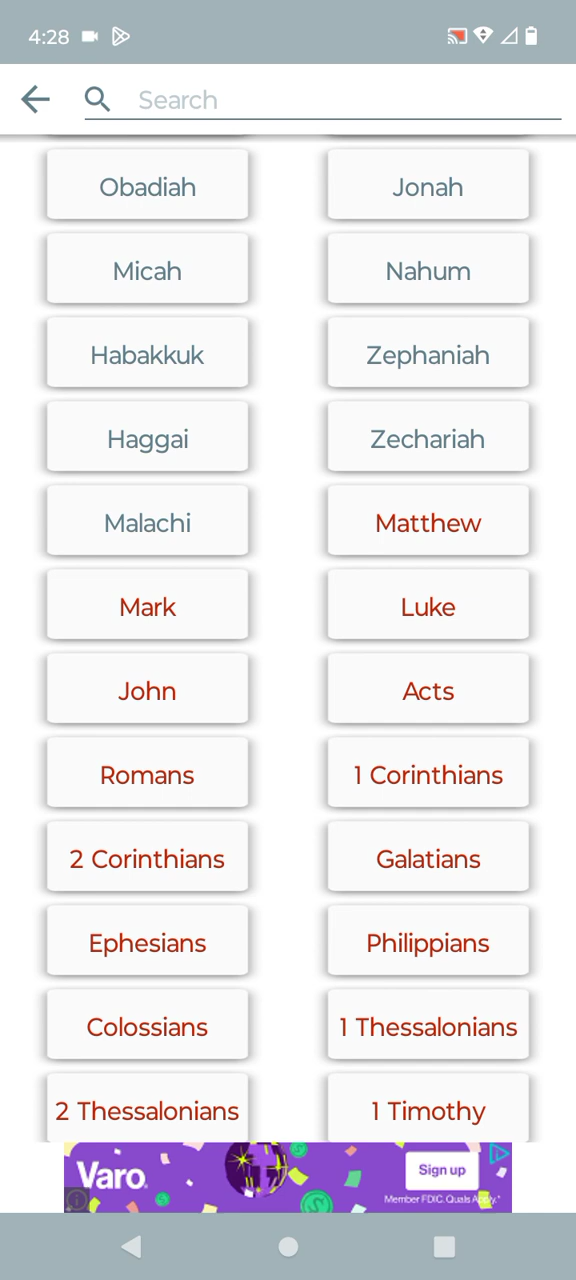 4:28
Search
Obadiah
Jonah
Micah
Nahum
Habakkuk
Zephaniah
Haggai
Zechariah
Malachi
Matthew
Mark
Luke
John
Acts
Romans
1 Corinthians
2 Corinthians
Galatians
Ephesians
Philippians
Colossians
1 Thessalonians
2 Thessalonians
1 Timothy
Varo
Sign up
Member FDIC. Quals Apply.*